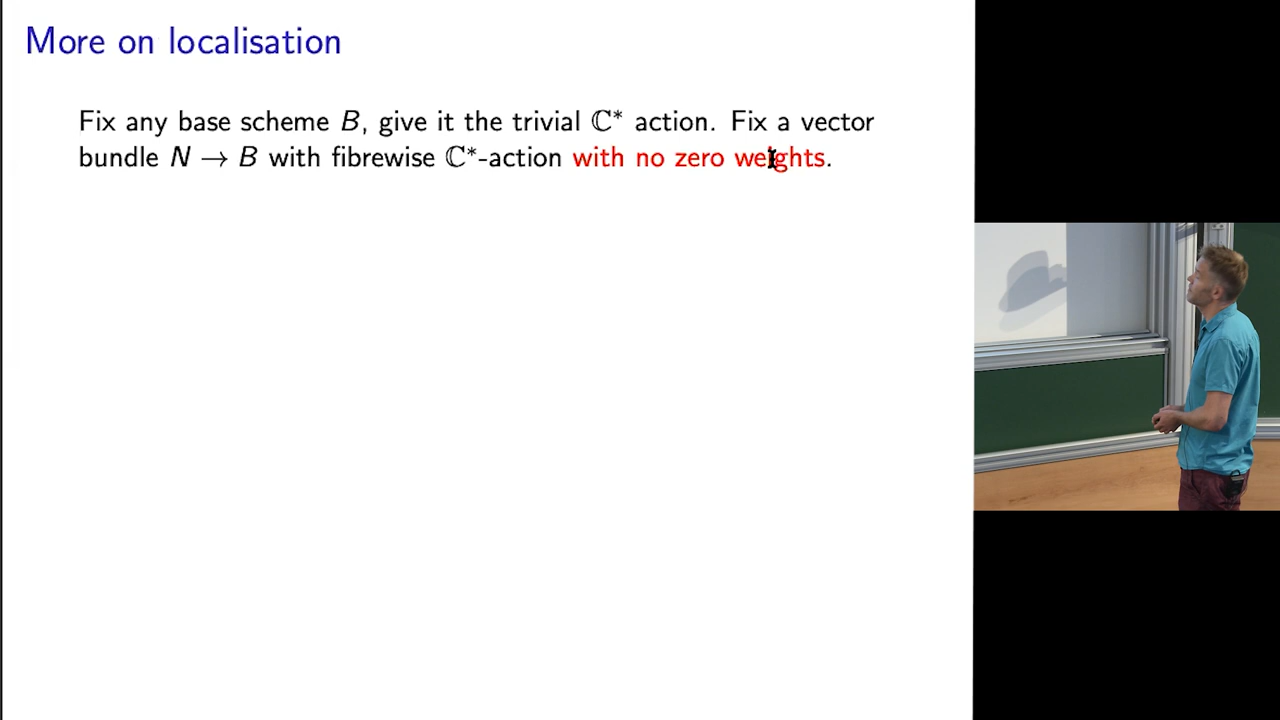 More on localisation
Fix any base scheme B, give it the trivial ℂ* action. Fix a vector
bundle N → B with fibrewise ℂ*-action with no zero weights.